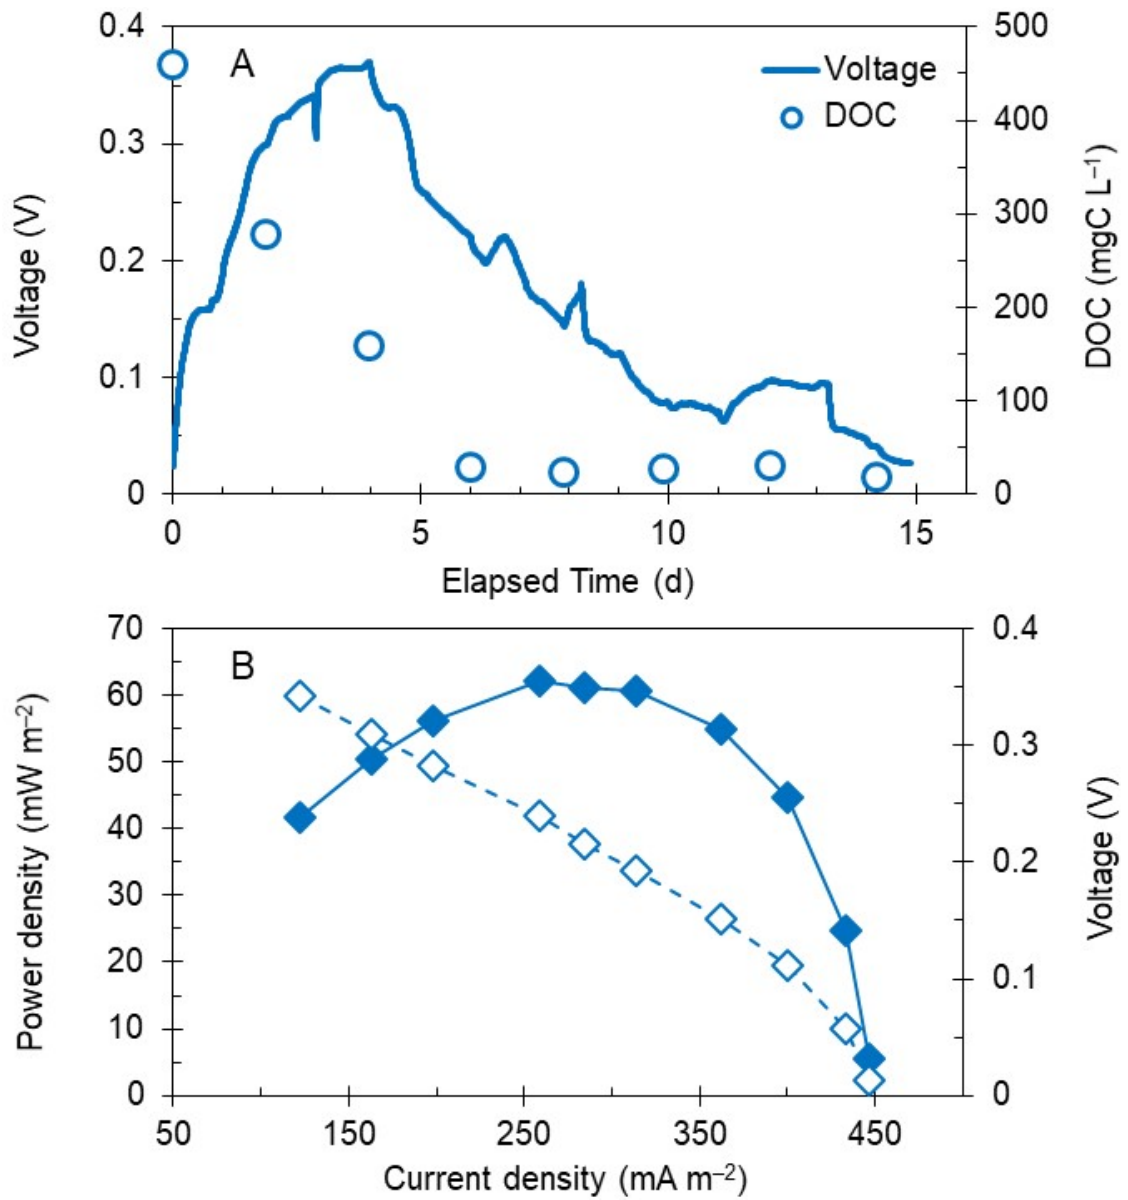 A
Voltage
DOC
0.4
0.3
0.2
0.1
0
Voltage (V)
500
400
300
200
100
0
DOC (mgC L⁻¹)
0 5 10 15
Elapsed Time (d)
B
70
60
50
40
30
20
10
0
Power density (mW m⁻²)
0.4
0.3
0.2
0.1
0
Voltage (V)
50 150 250 350 450
Current density (mA m⁻²)